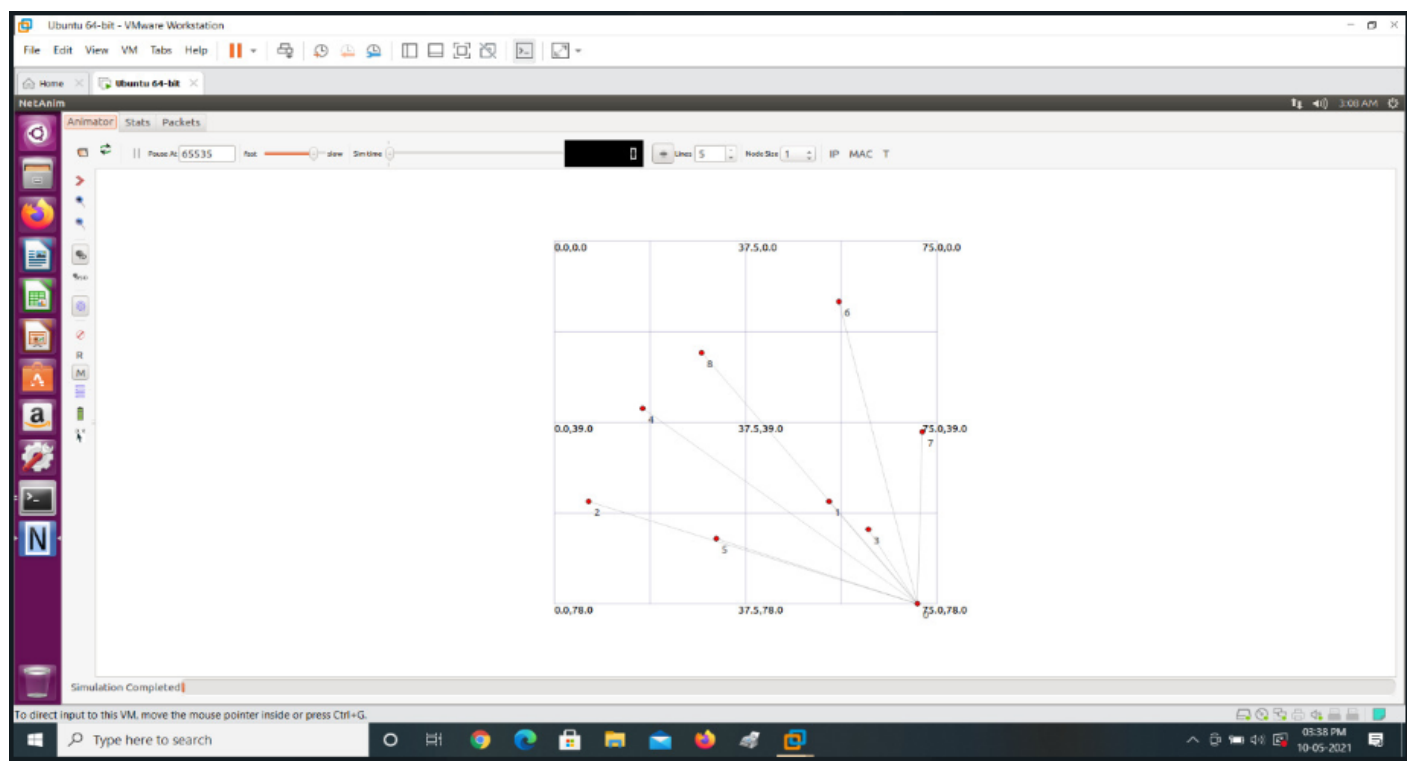 Ubuntu 64-bit - VMware Workstation
File Edit View VM Tabs Help
Home Ubuntu 64-bit
NetAnim 3:08 AM
Animator Stats Packets
Pause At 65535 fast slow Sim time 0 Lines 5 Node Size 1 IP MAC T
0.0,0.0 37.5,0.0 75.0,0.0
6
8
4
0.0,39.0 37.5,39.0 75.0,39.0
7
2
1
3
5
0.0,78.0 37.5,78.0 75.0,78.0
0
R
M
a
N
Simulation Completed
To direct input to this VM, move the mouse pointer inside or press Ctrl+G.
Type here to search
03:38 PM
10-05-2021